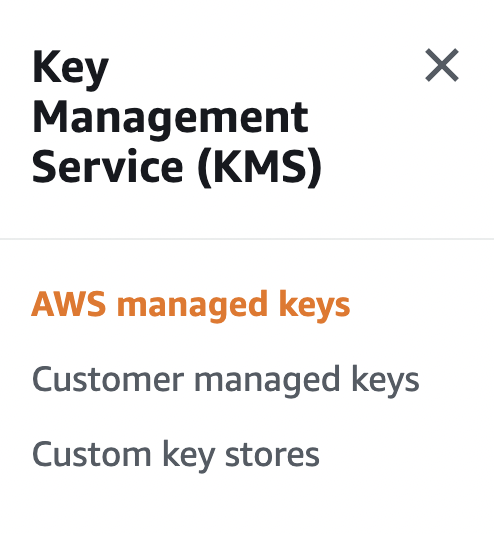 Key
Management
Service (KMS)
AWS managed keys
Customer managed keys
Custom key stores